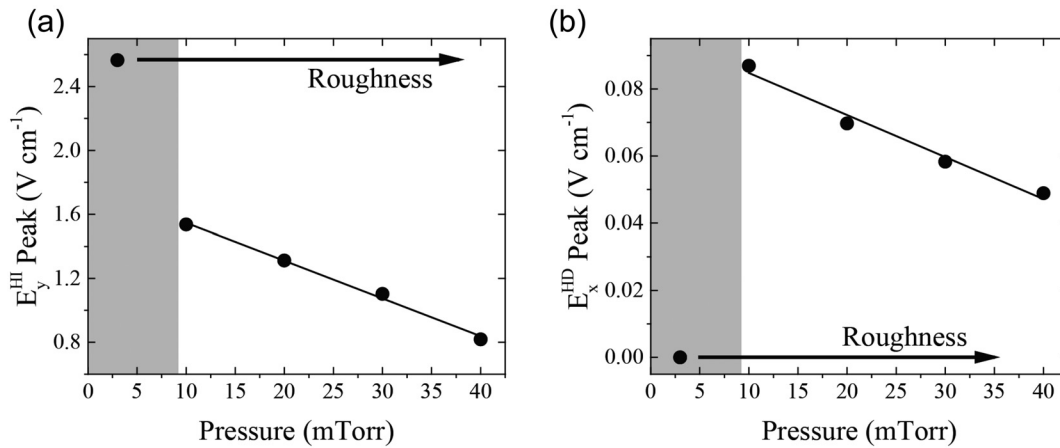 (a)
E_y^HI Peak (V cm^-1)
2.4
2.0
1.6
1.2
0.8
Roughness
0 5 10 15 20 25 30 35 40
Pressure (mTorr)
(b)
E_x^HD Peak (V cm^-1)
0.08
0.06
0.04
0.02
0.00
Roughness
0 5 10 15 20 25 30 35 40
Pressure (mTorr)